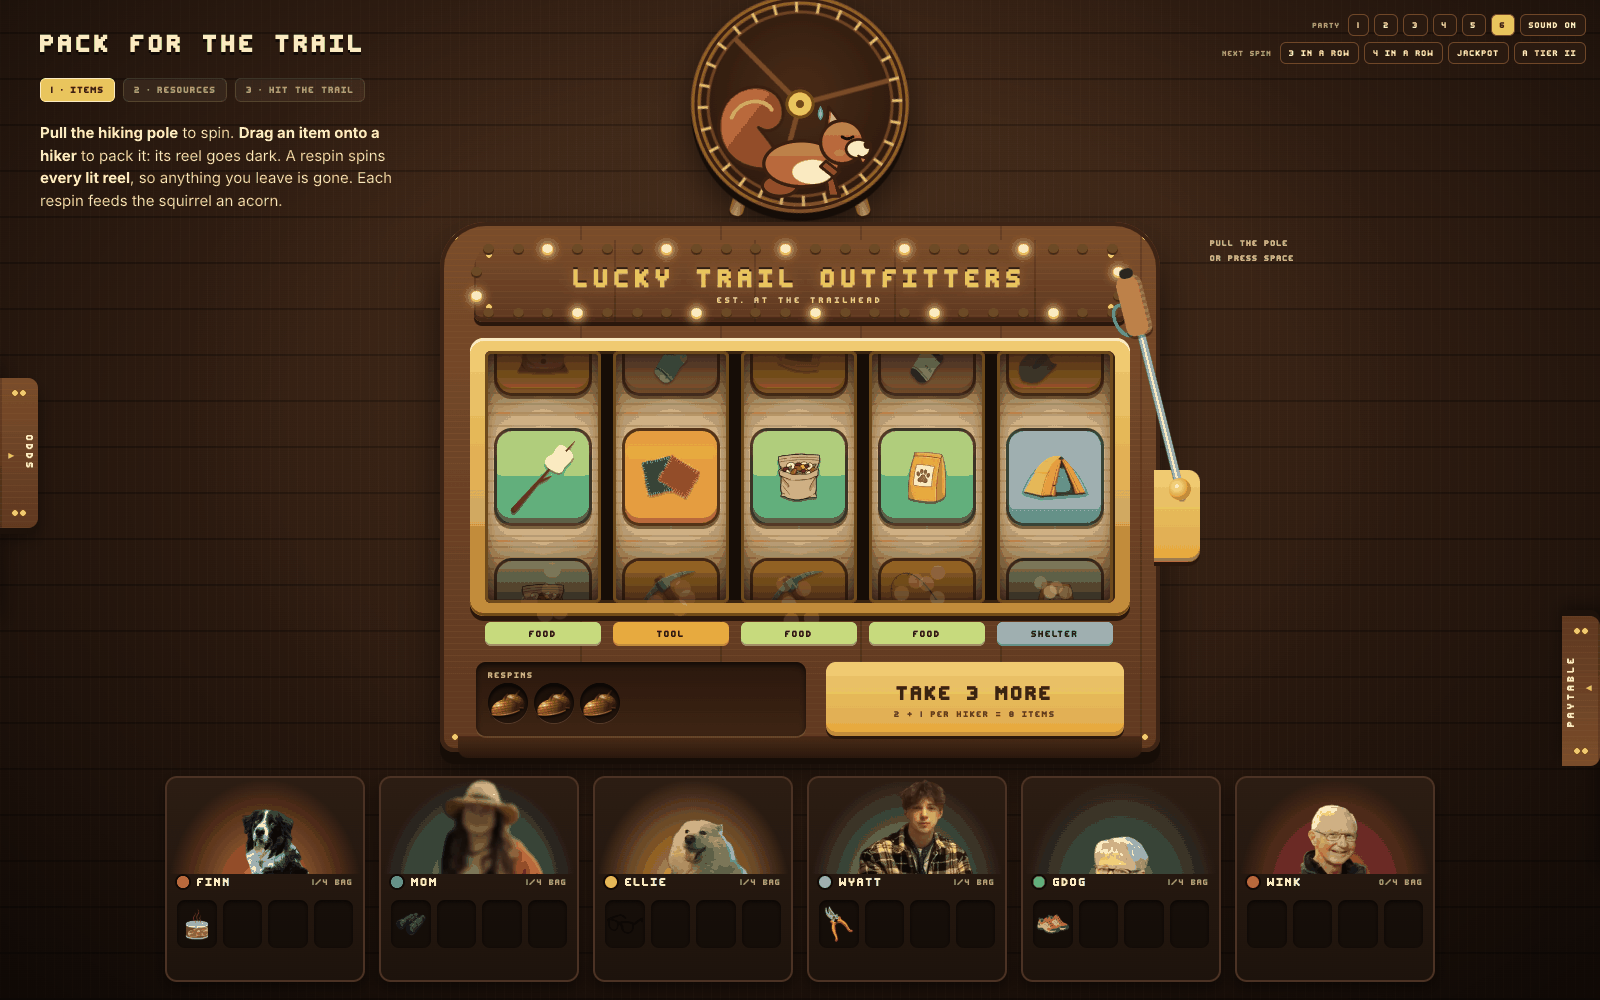 PACK FOR THE TRAIL
1 · ITEMS
2 · RESOURCES
3 · HIT THE TRAIL
Pull the hiking pole to spin. Drag an item onto a
hiker to pack it: its reel goes dark. A respin spins
every lit reel, so anything you leave is gone. Each
respin feeds the squirrel an acorn.
PARTY
1
2
3
4
5
6
SOUND ON
NEXT SPIN
3 IN A ROW
4 IN A ROW
JACKPOT
A TIER II
PULL THE POLE
OR PRESS SPACE
LUCKY TRAIL OUTFITTERS
EST. AT THE TRAILHEAD
ODDS
FOOD
TOOL
FOOD
FOOD
SHELTER
PAYTABLE
RESPINS
TAKE 3 MORE
2 + 1 PER HIKER = 8 ITEMS
FINN
1/4 BAG
MOM
1/4 BAG
ELLIE
1/4 BAG
WYATT
1/4 BAG
GDOG
1/4 BAG
WINK
0/4 BAG